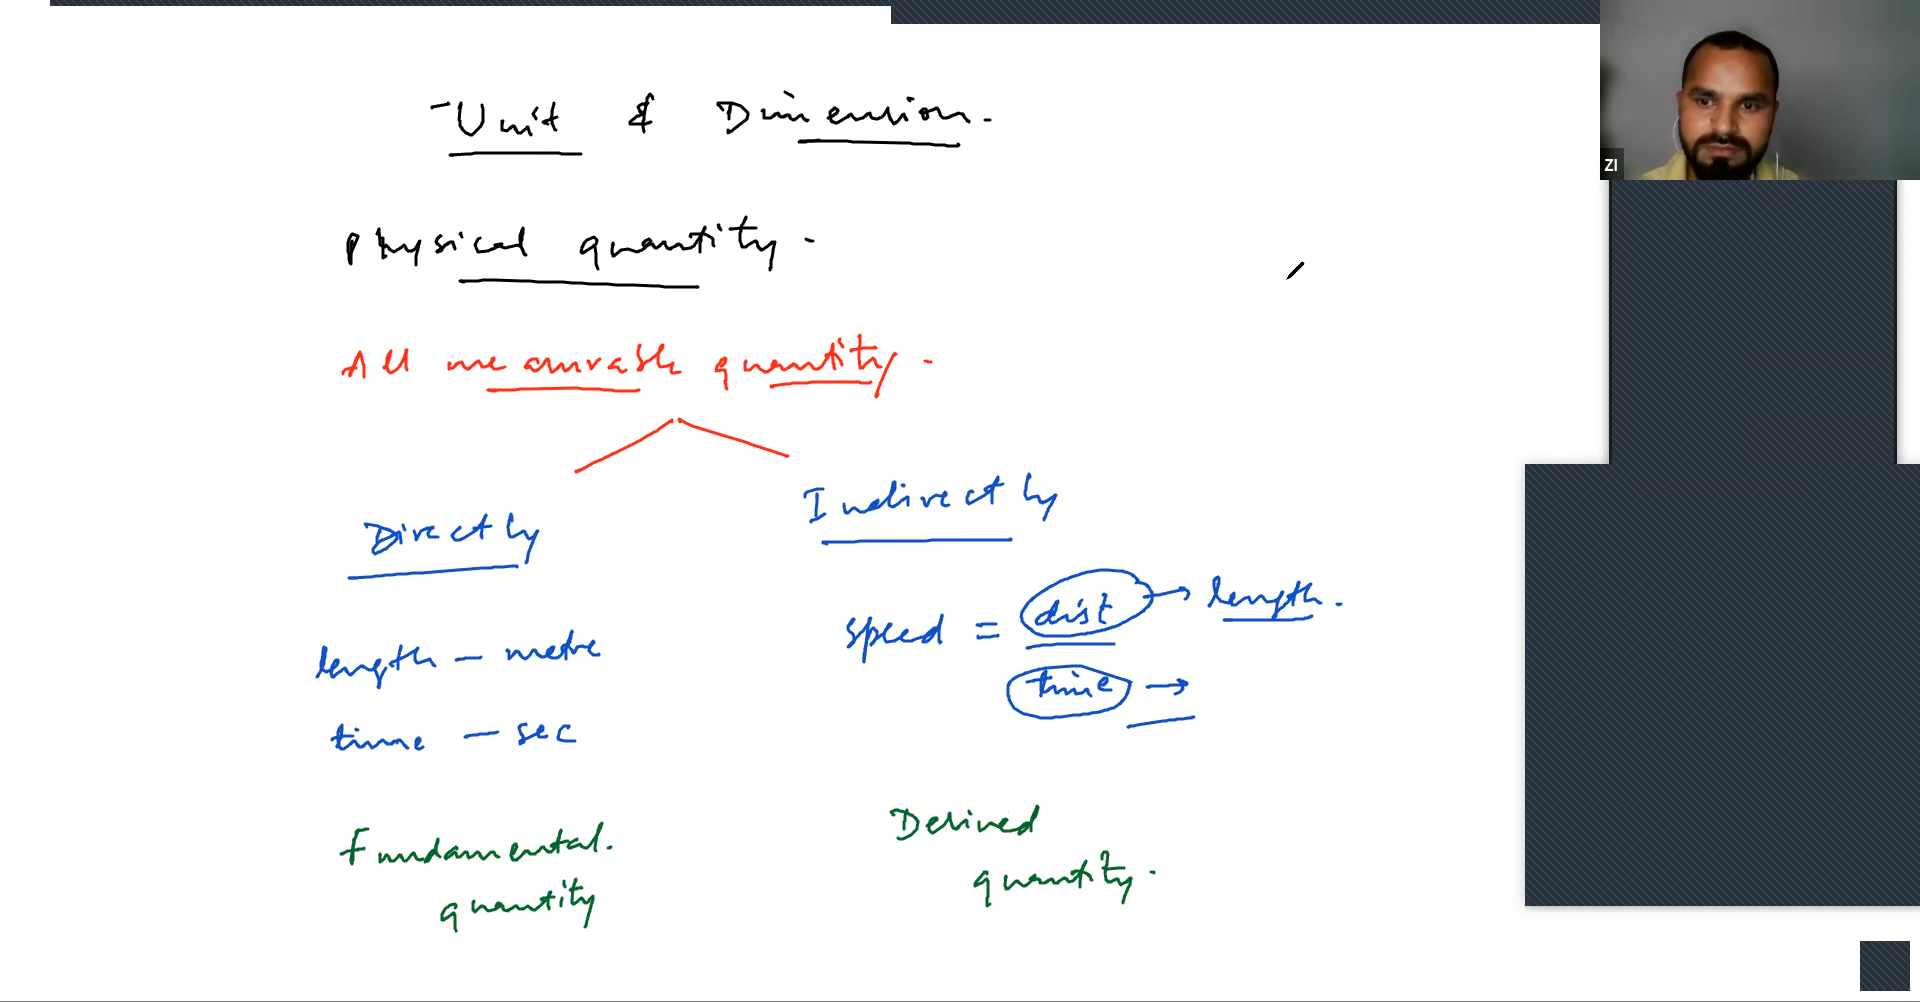 Unit & Dimension.
Physical quantity.
All measurable quantity.
Directly
Indirectly
length – metre
time – sec
speed = dist → length.
time →
Fundamental.
quantity
Derived
quantity.
ZI